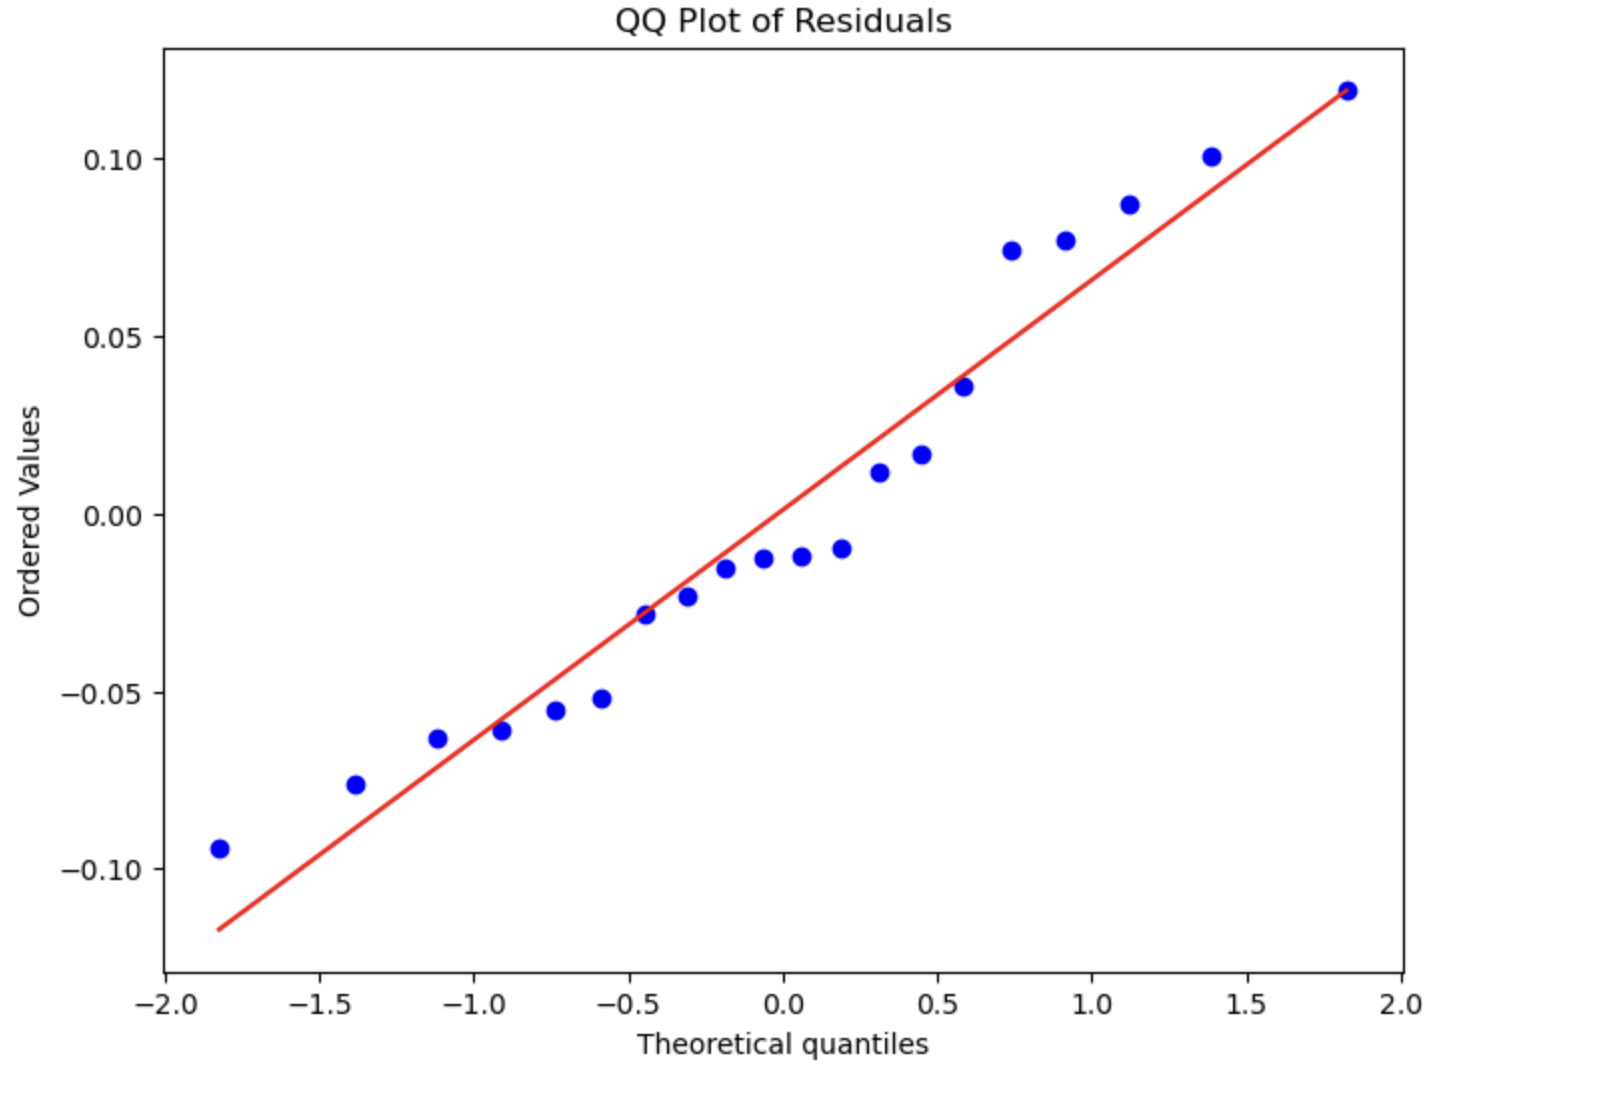 QQ Plot of Residuals
0.10
0.05
0.00
−0.05
−0.10
Ordered Values
−2.0 −1.5 −1.0 −0.5 0.0 0.5 1.0 1.5 2.0
Theoretical quantiles